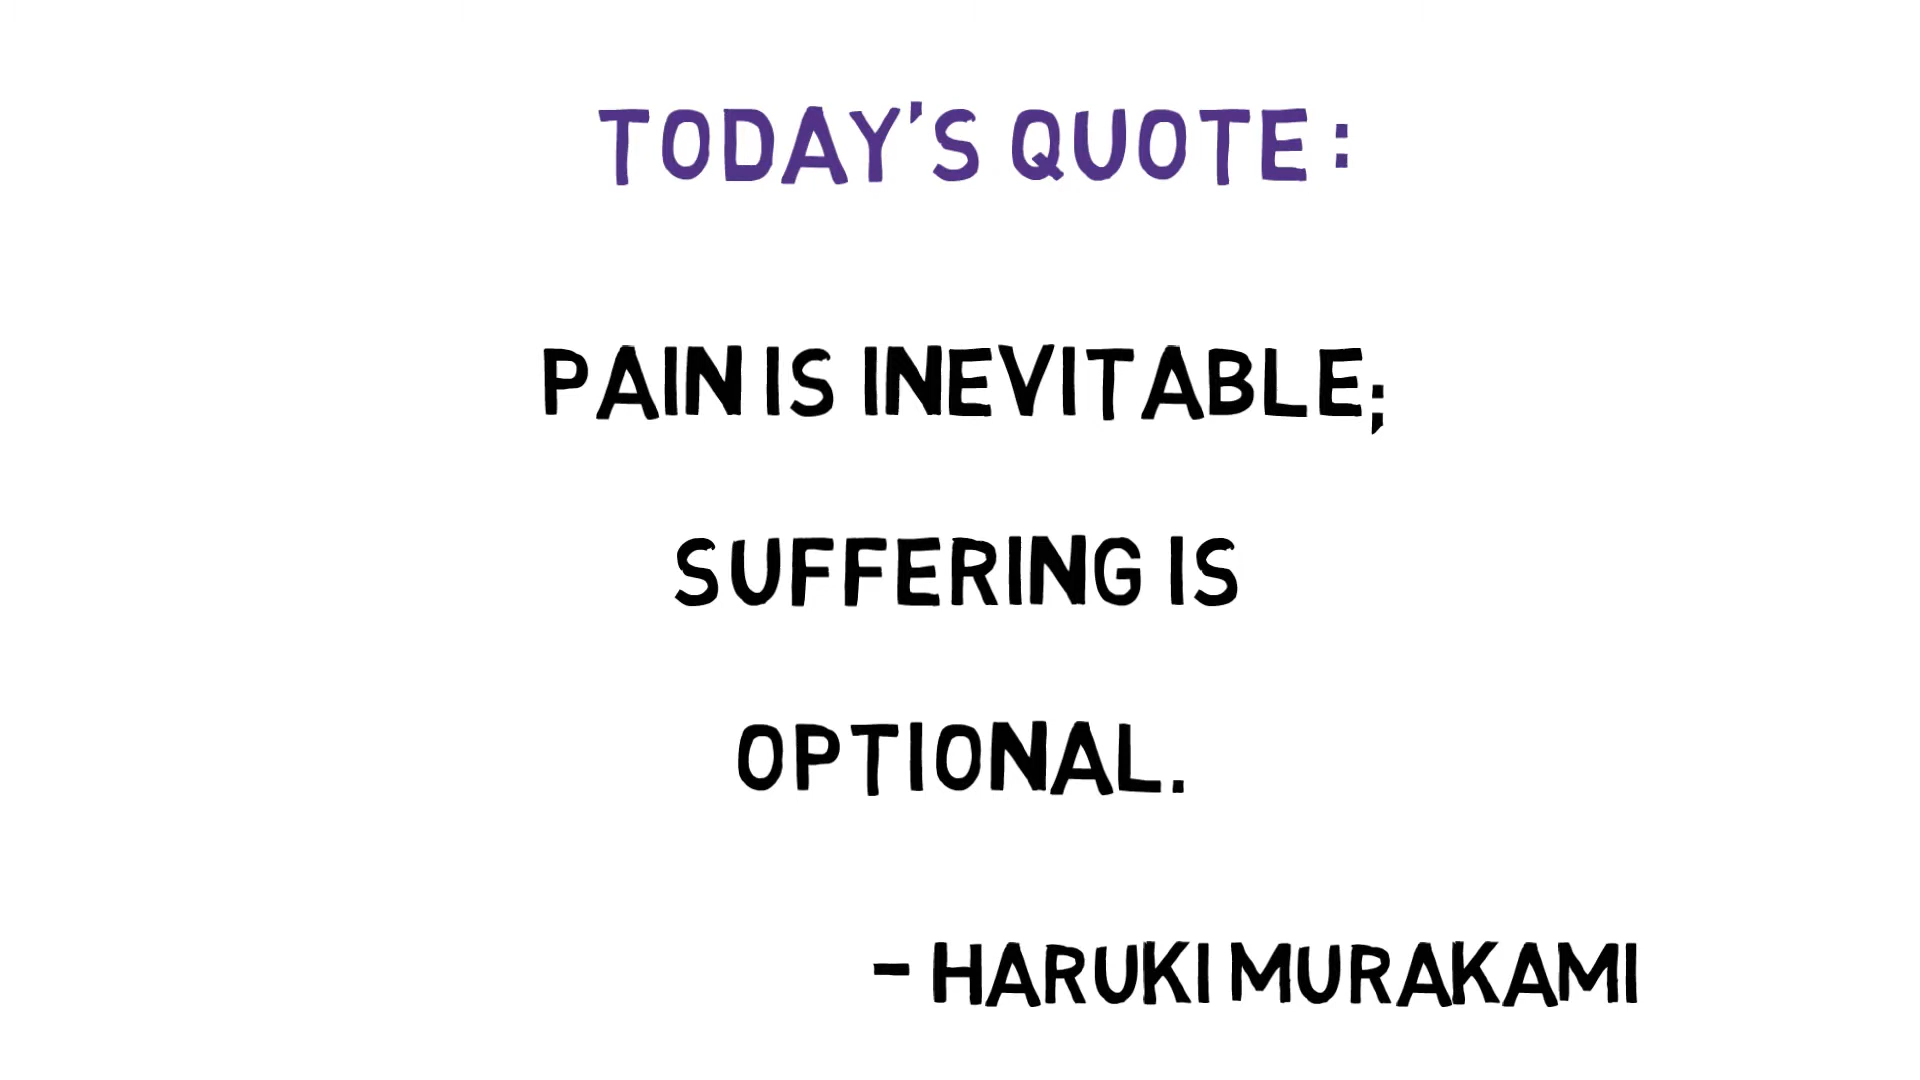 TODAY'S QUOTE :
PAIN IS INEVITABLE;
SUFFERING IS
OPTIONAL.
- HARUKI MURAKAMI